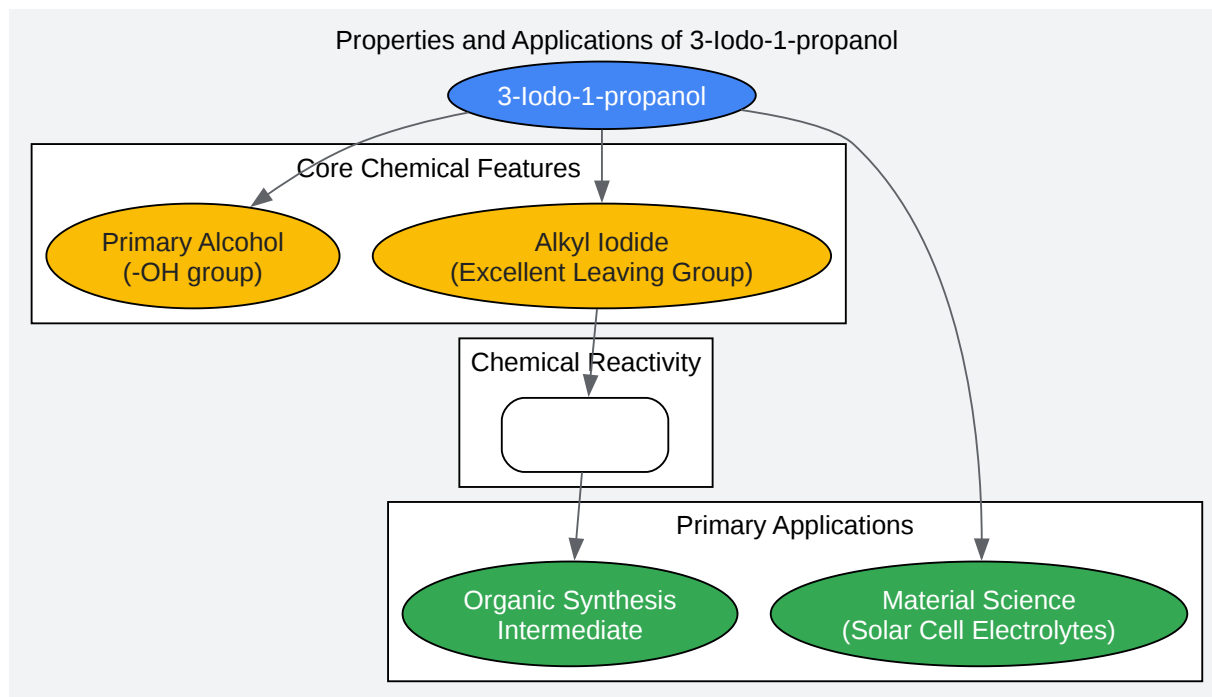 Properties and Applications of 3-Iodo-1-propanol
3-Iodo-1-propanol
Core Chemical Features
Primary Alcohol
(-OH group)
Alkyl Iodide
(Excellent Leaving Group)
Chemical Reactivity
Primary Applications
Organic Synthesis
Intermediate
Material Science
(Solar Cell Electrolytes)